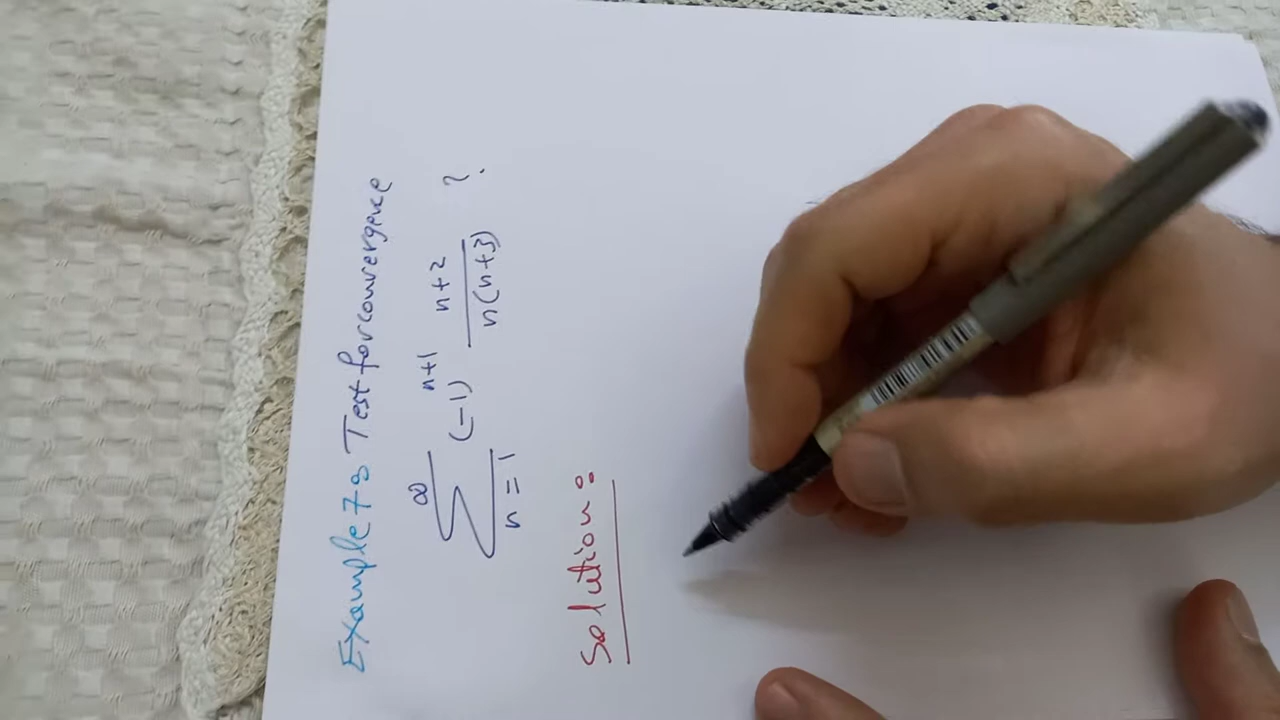 Example 7: Test for convergence
∞
∑ (-1)^(n+1) (n+2)/(n(n+3)) ?
n=1
Solution: